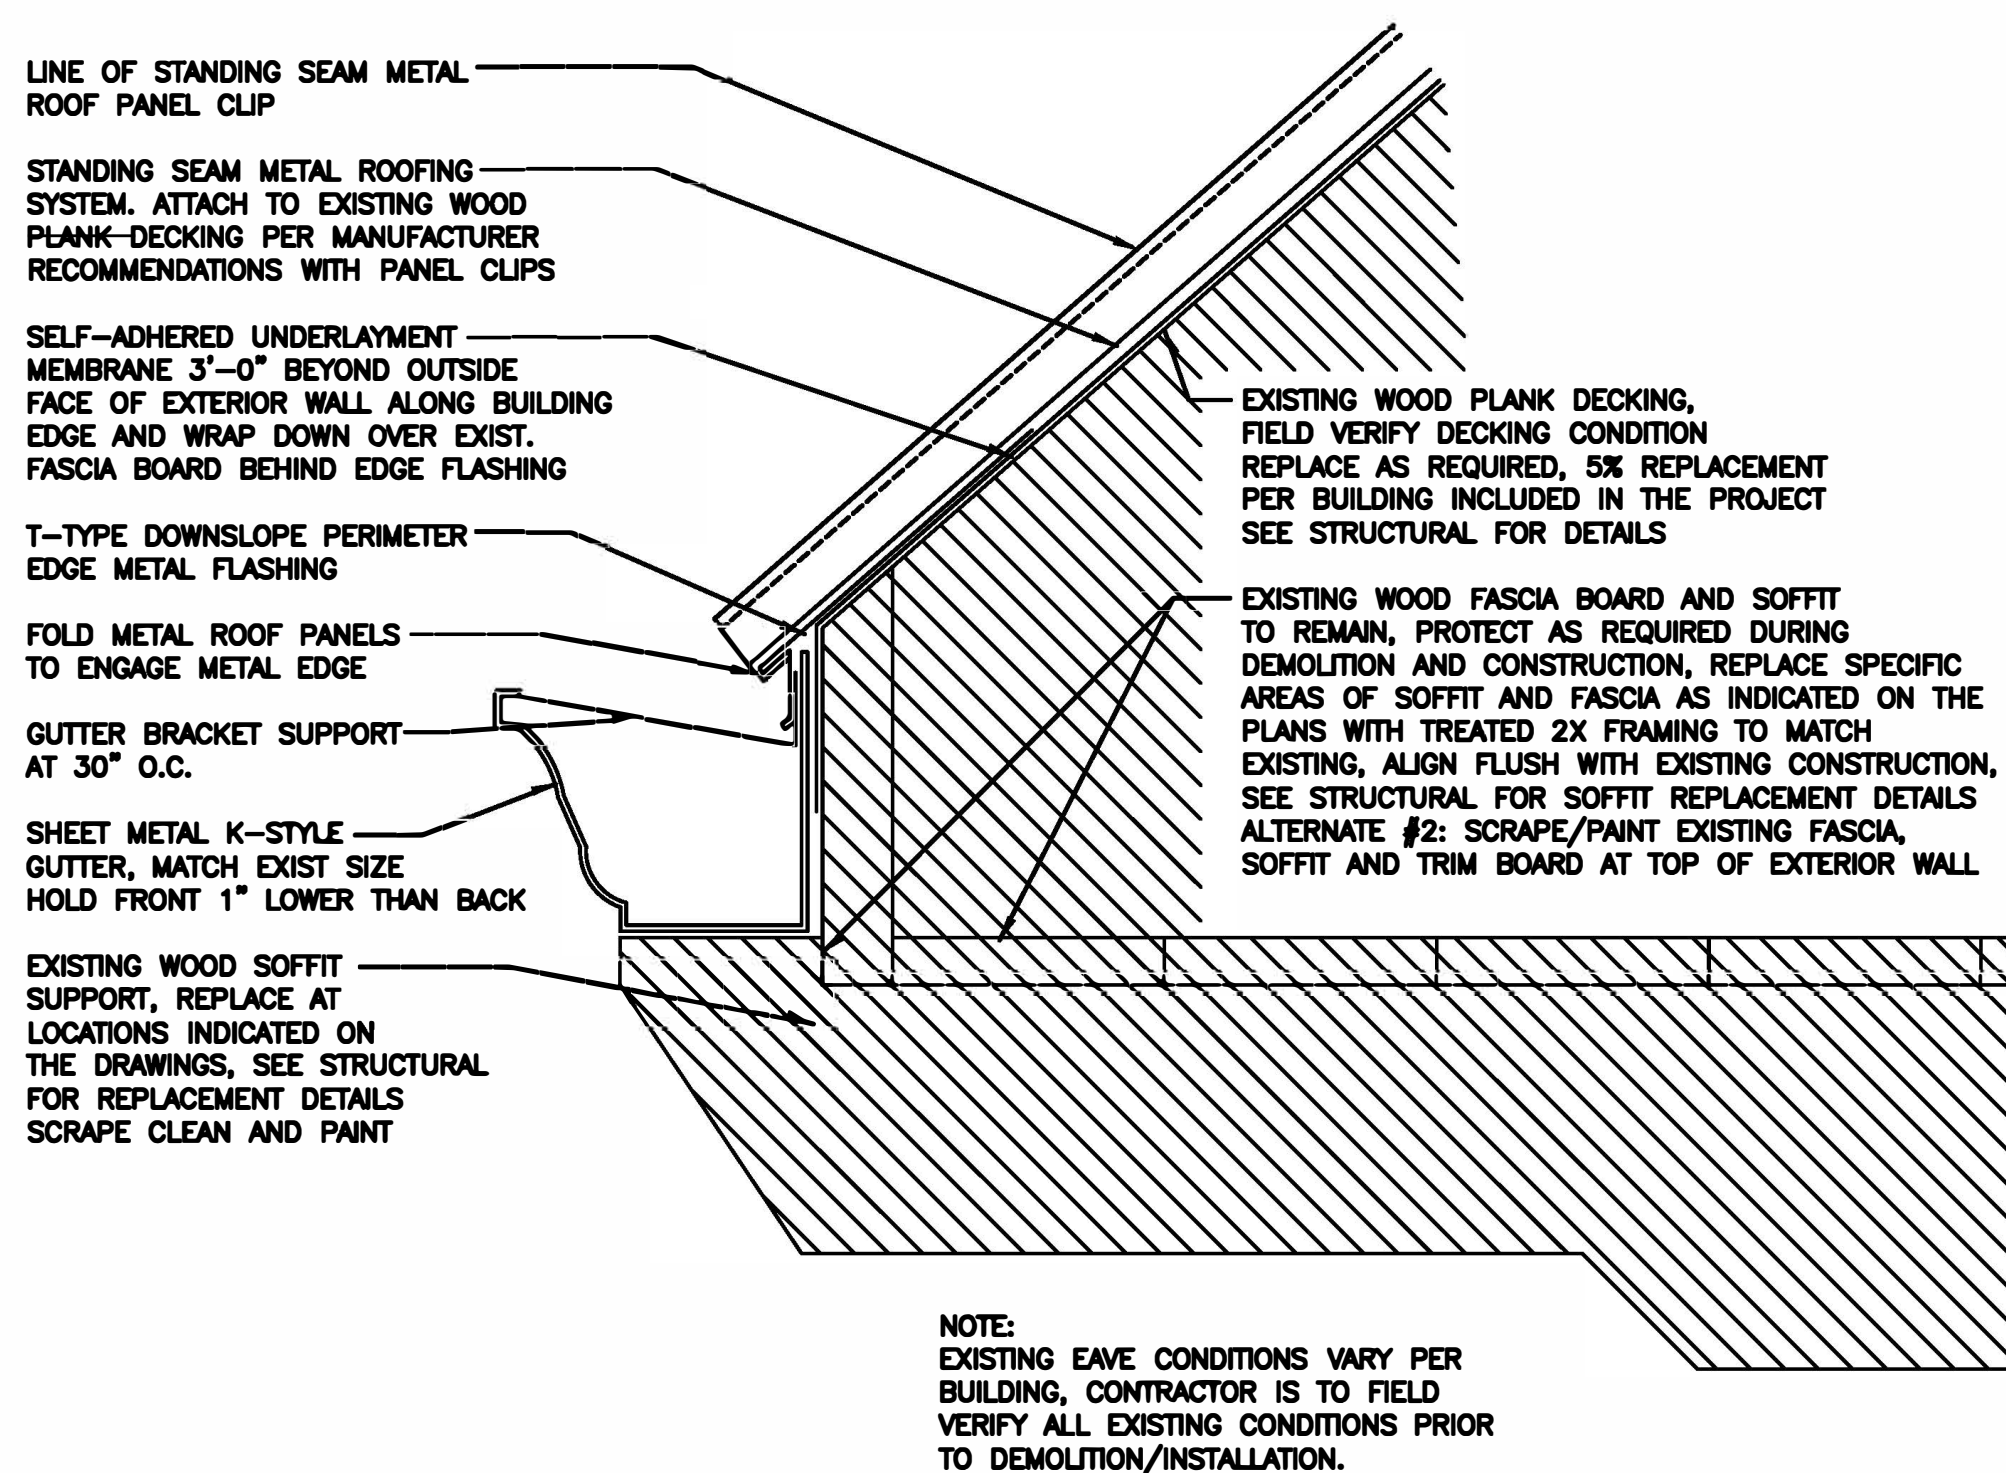 LINE OF STANDING SEAM METAL
ROOF PANEL CLIP
STANDING SEAM METAL ROOFING
SYSTEM. ATTACH TO EXISTING WOOD
PLANK DECKING PER MANUFACTURER
RECOMMENDATIONS WITH PANEL CLIPS
SELF-ADHERED UNDERLAYMENT
MEMBRANE 3'-0" BEYOND OUTSIDE
FACE OF EXTERIOR WALL ALONG BUILDING
EDGE AND WRAP DOWN OVER EXIST.
FASCIA BOARD BEHIND EDGE FLASHING
T-TYPE DOWNSLOPE PERIMETER
EDGE METAL FLASHING
FOLD METAL ROOF PANELS
TO ENGAGE METAL EDGE
GUTTER BRACKET SUPPORT
AT 30" O.C.
SHEET METAL K-STYLE
GUTTER, MATCH EXIST SIZE
HOLD FRONT 1" LOWER THAN BACK
EXISTING WOOD SOFFIT
SUPPORT, REPLACE AT
LOCATIONS INDICATED ON
THE DRAWINGS, SEE STRUCTURAL
FOR REPLACEMENT DETAILS
SCRAPE CLEAN AND PAINT
EXISTING WOOD PLANK DECKING,
FIELD VERIFY DECKING CONDITION
REPLACE AS REQUIRED, 5% REPLACEMENT
PER BUILDING INCLUDED IN THE PROJECT
SEE STRUCTURAL FOR DETAILS
EXISTING WOOD FASCIA BOARD AND SOFFIT
TO REMAIN, PROTECT AS REQUIRED DURING
DEMOLITION AND CONSTRUCTION, REPLACE SPECIFIC
AREAS OF SOFFIT AND FASCIA AS INDICATED ON THE
PLANS WITH TREATED 2X FRAMING TO MATCH
EXISTING, ALIGN FLUSH WITH EXISTING CONSTRUCTION,
SEE STRUCTURAL FOR SOFFIT REPLACEMENT DETAILS
ALTERNATE #2: SCRAPE/PAINT EXISTING FASCIA,
SOFFIT AND TRIM BOARD AT TOP OF EXTERIOR WALL
NOTE:
EXISTING EAVE CONDITIONS VARY PER
BUILDING, CONTRACTOR IS TO FIELD
VERIFY ALL EXISTING CONDITIONS PRIOR
TO DEMOLITION/INSTALLATION.